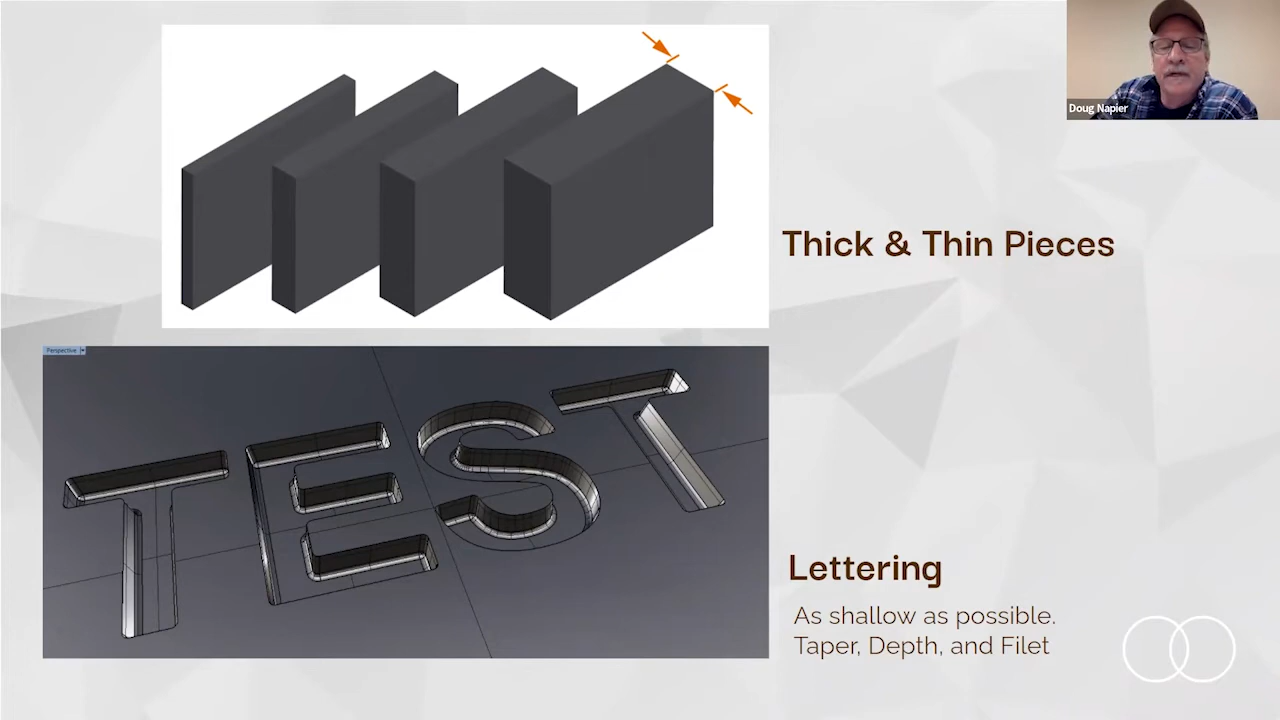 Doug Napier
Thick & Thin Pieces
Perspective
TEST
Lettering
As shallow as possible.
Taper, Depth, and Filet